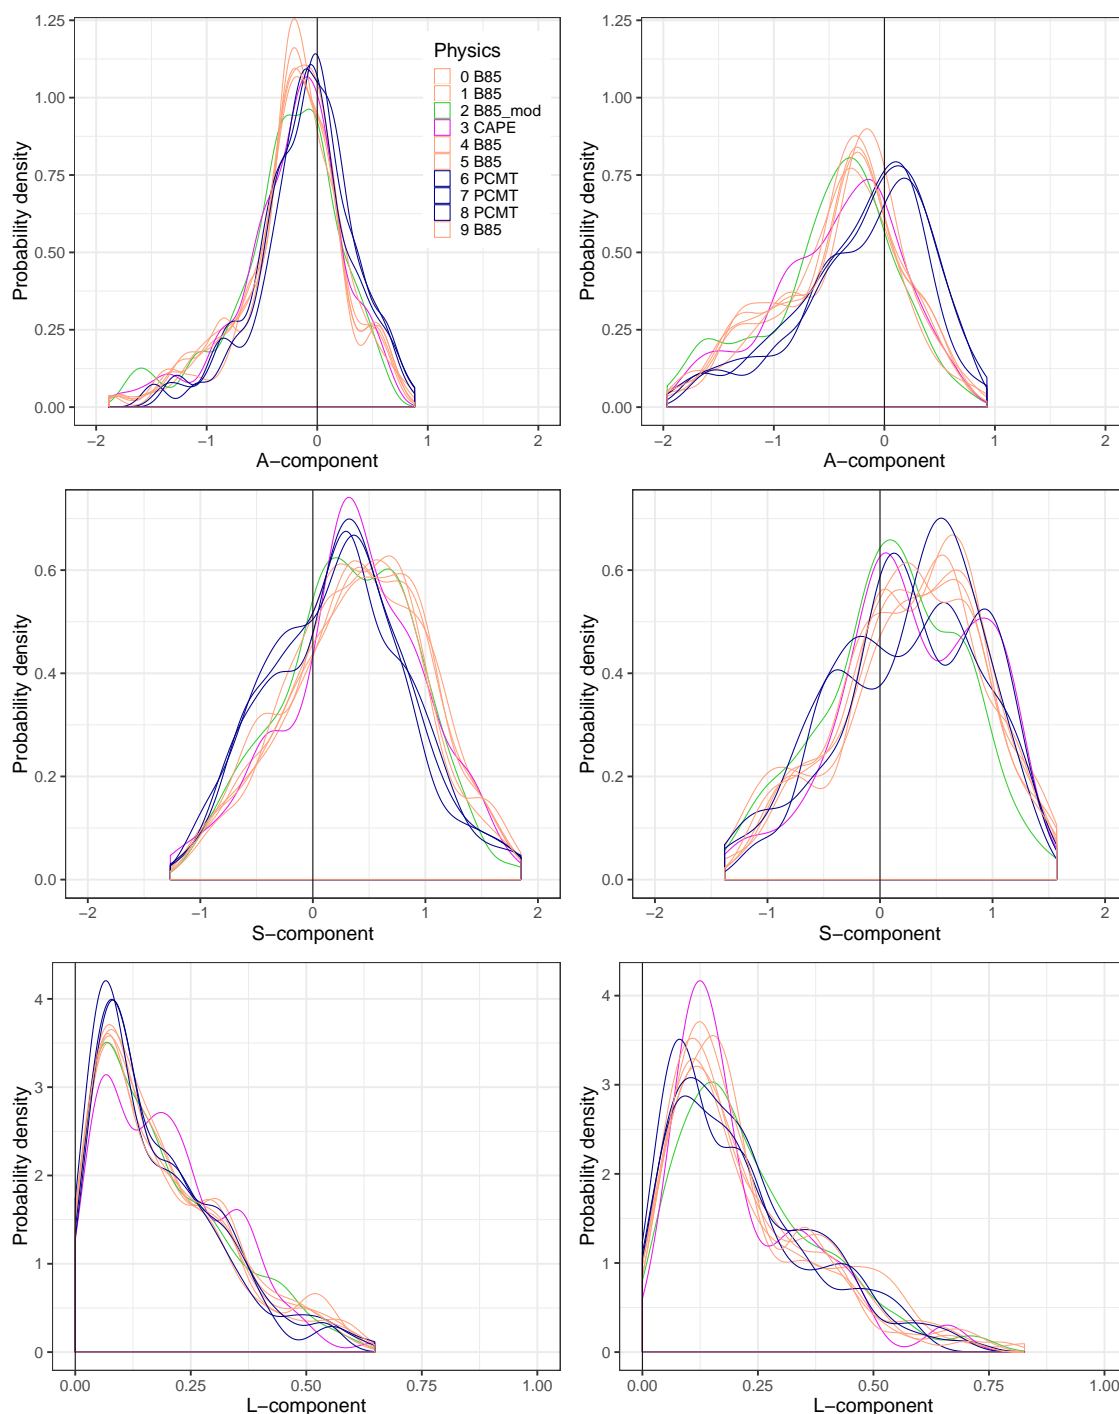 1.25
1.00
0.75
0.50
0.25
0.00
Probability density
−2
−1
0
1
2
A−component
Physics
0 B85
1 B85
2 B85_mod
3 CAPE
4 B85
5 B85
6 PCMT
7 PCMT
8 PCMT
9 B85
1.25
1.00
0.75
0.50
0.25
0.00
Probability density
−2
−1
0
1
2
A−component
0.6
0.4
0.2
0.0
Probability density
−2
−1
0
1
2
S−component
0.6
0.4
0.2
0.0
Probability density
−2
−1
0
1
2
S−component
4
3
2
1
0
Probability density
0.00
0.25
0.50
0.75
1.00
L−component
4
3
2
1
0
Probability density
0.00
0.25
0.50
0.75
1.00
L−component